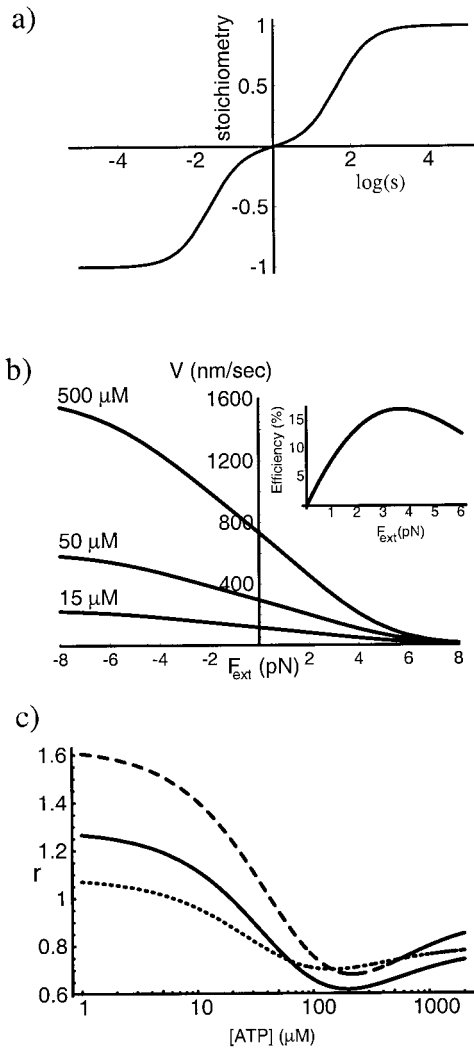 a)
stoichiometry
1
0.5
-4
-2
2
4
log(s)
-0.5
-1
b)
V (nm/sec)
500 μM
1600
1200
800
400
50 μM
15 μM
-8
-6
-4
-2
F_ext (pN)
2
4
6
8
Efficiency (%)
15
10
5
1
2
3
4
5
6
F_ext(pN)
c)
r
1.6
1.4
1.2
1
0.8
0.6
1
10
100
1000
[ATP] (μM)